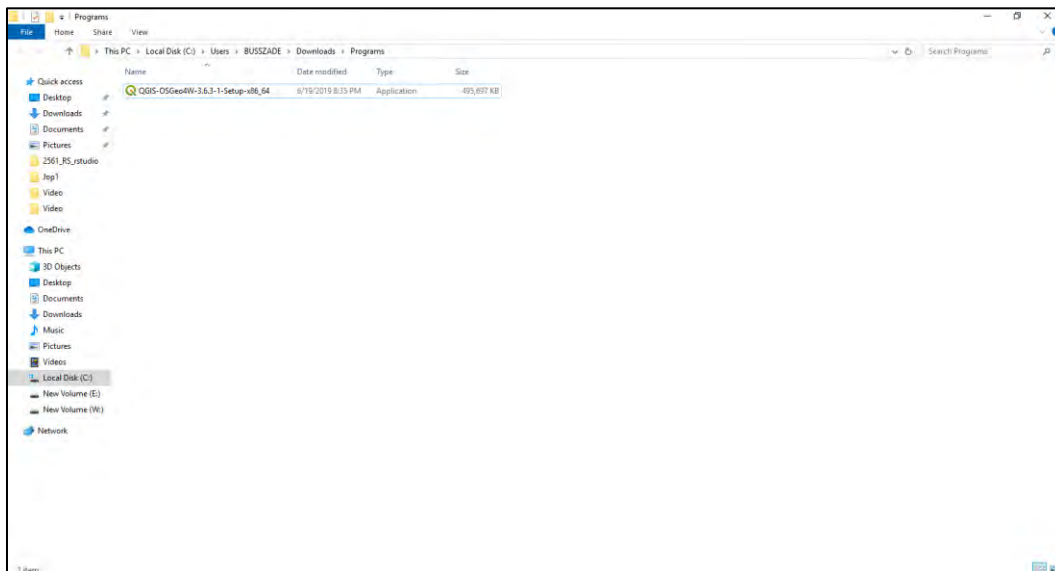 Programs
File Home Share View
This PC › Local Disk (C:) › Users › BUSSZADE › Downloads › Programs
Search Programs
Name Date modified Type Size
QGIS-OSGeo4W-3.6.3-1-Setup-x86_64 6/19/2019 8:35 PM Application 495,697 KB
Quick access
Desktop
Downloads
Documents
Pictures
2561_RS_rstudio
Jop1
Video
Video
OneDrive
This PC
3D Objects
Desktop
Documents
Downloads
Music
Pictures
Videos
Local Disk (C:)
New Volume (E:)
New Volume (W:)
Network
1 item